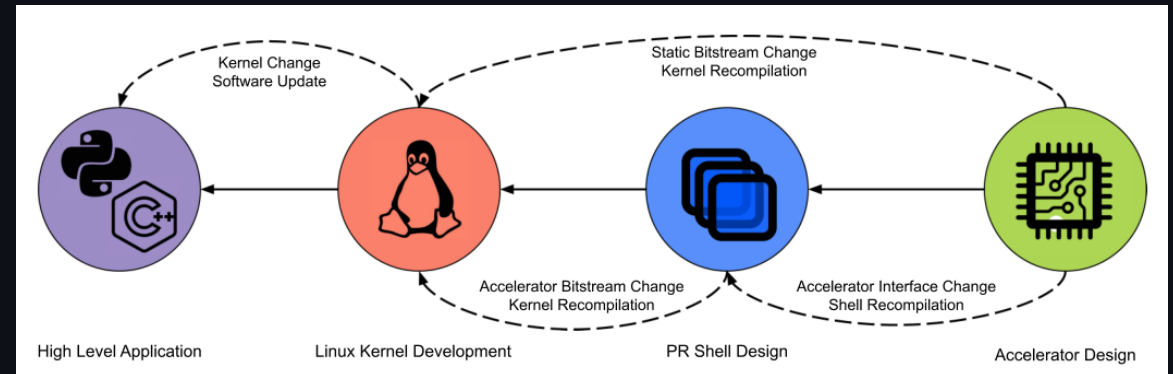 Kernel Change
Software Update
Static Bitstream Change
Kernel Recompilation
C++
Accelerator Bitstream Change
Kernel Recompilation
Accelerator Interface Change
Shell Recompilation
High Level Application
Linux Kernel Development
PR Shell Design
Accelerator Design